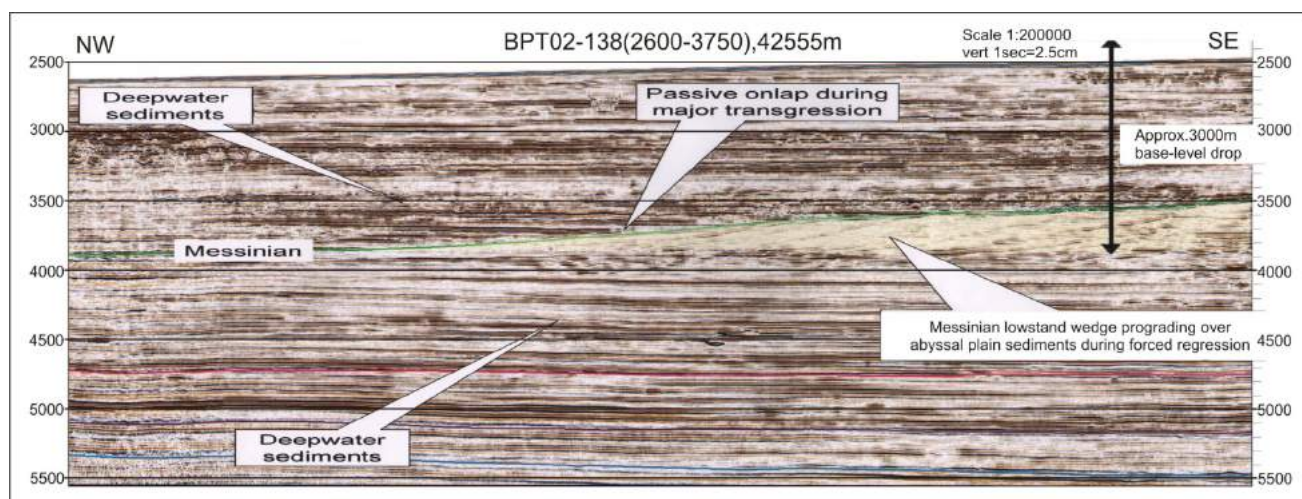 NW
BPT02-138(2600-3750),42555m
Scale 1:200000
vert 1sec=2.5cm
SE
2500
2500
Deepwater
sediments
Passive onlap during
major transgression
3000
3000
Approx.3000m
base-level drop
3500
3500
Messinian
4000
4000
Messinian lowstand wedge prograding over
abyssal plain sediments during forced regression
4500
4500
5000
5000
Deepwater
sediments
5500
5500